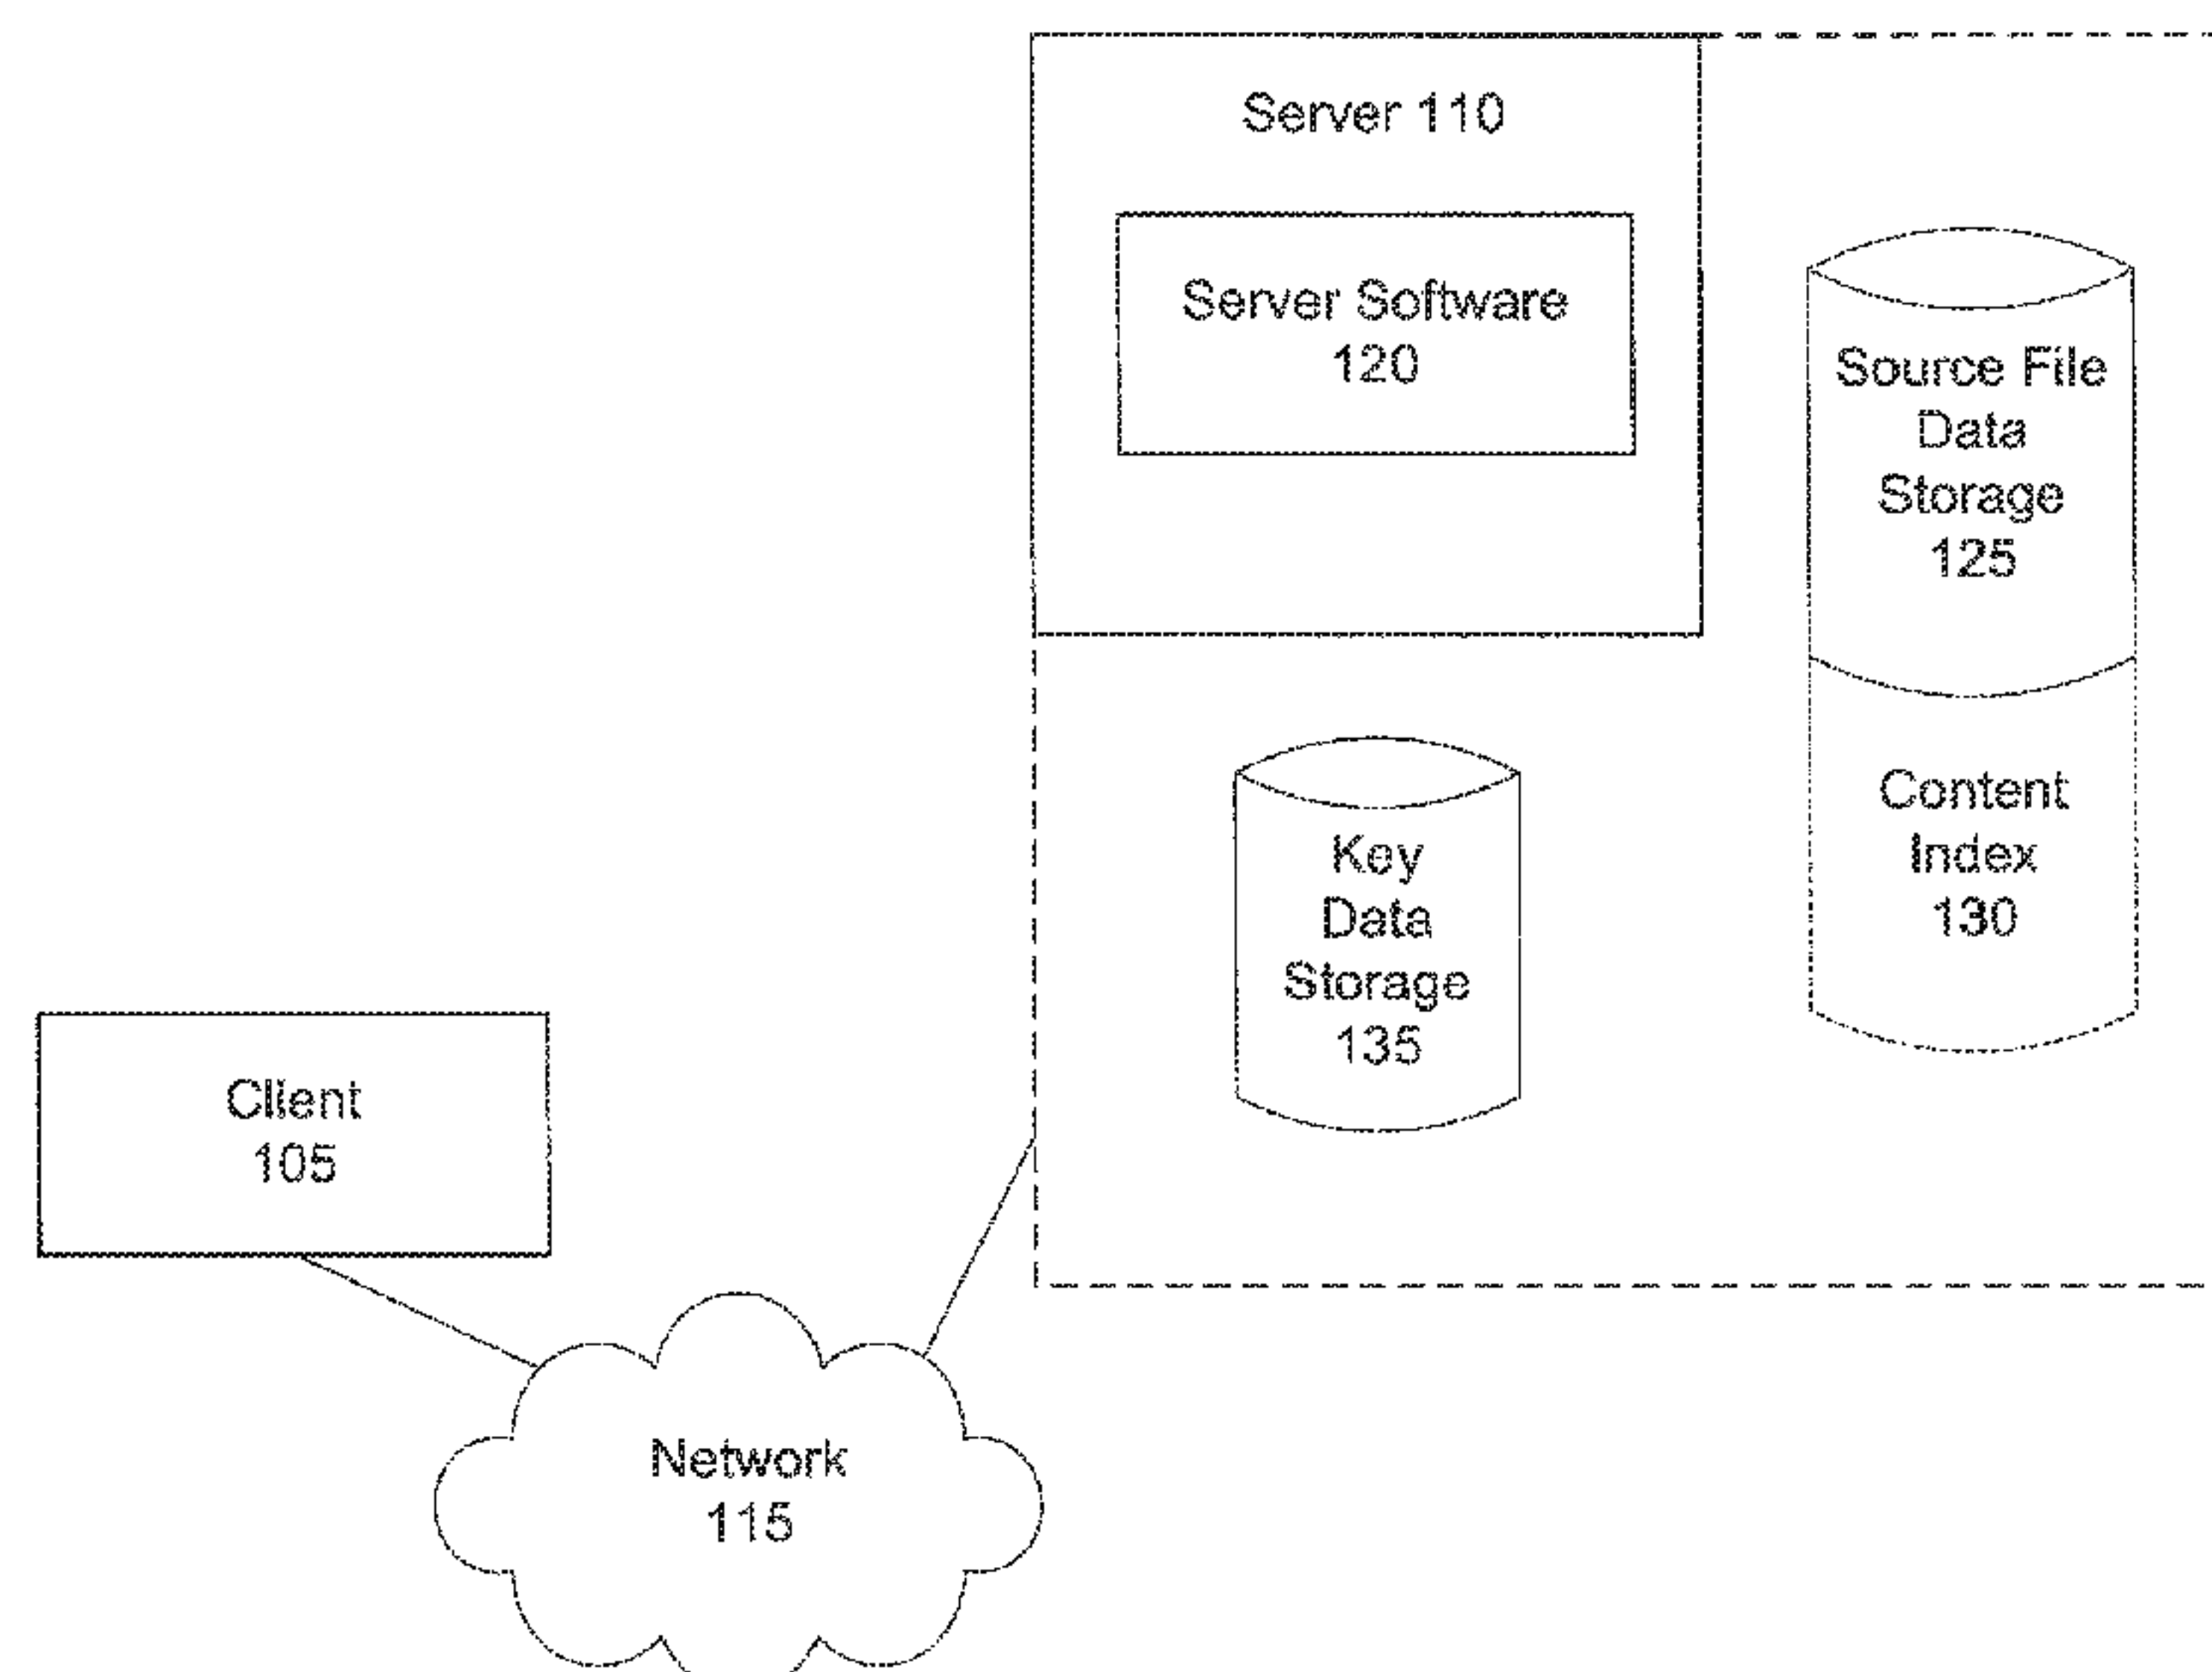 Server 110
Server Software
120
Source File
Data
Storage
125
Content
Index
130
Key
Data
Storage
135
Client
105
Network
115